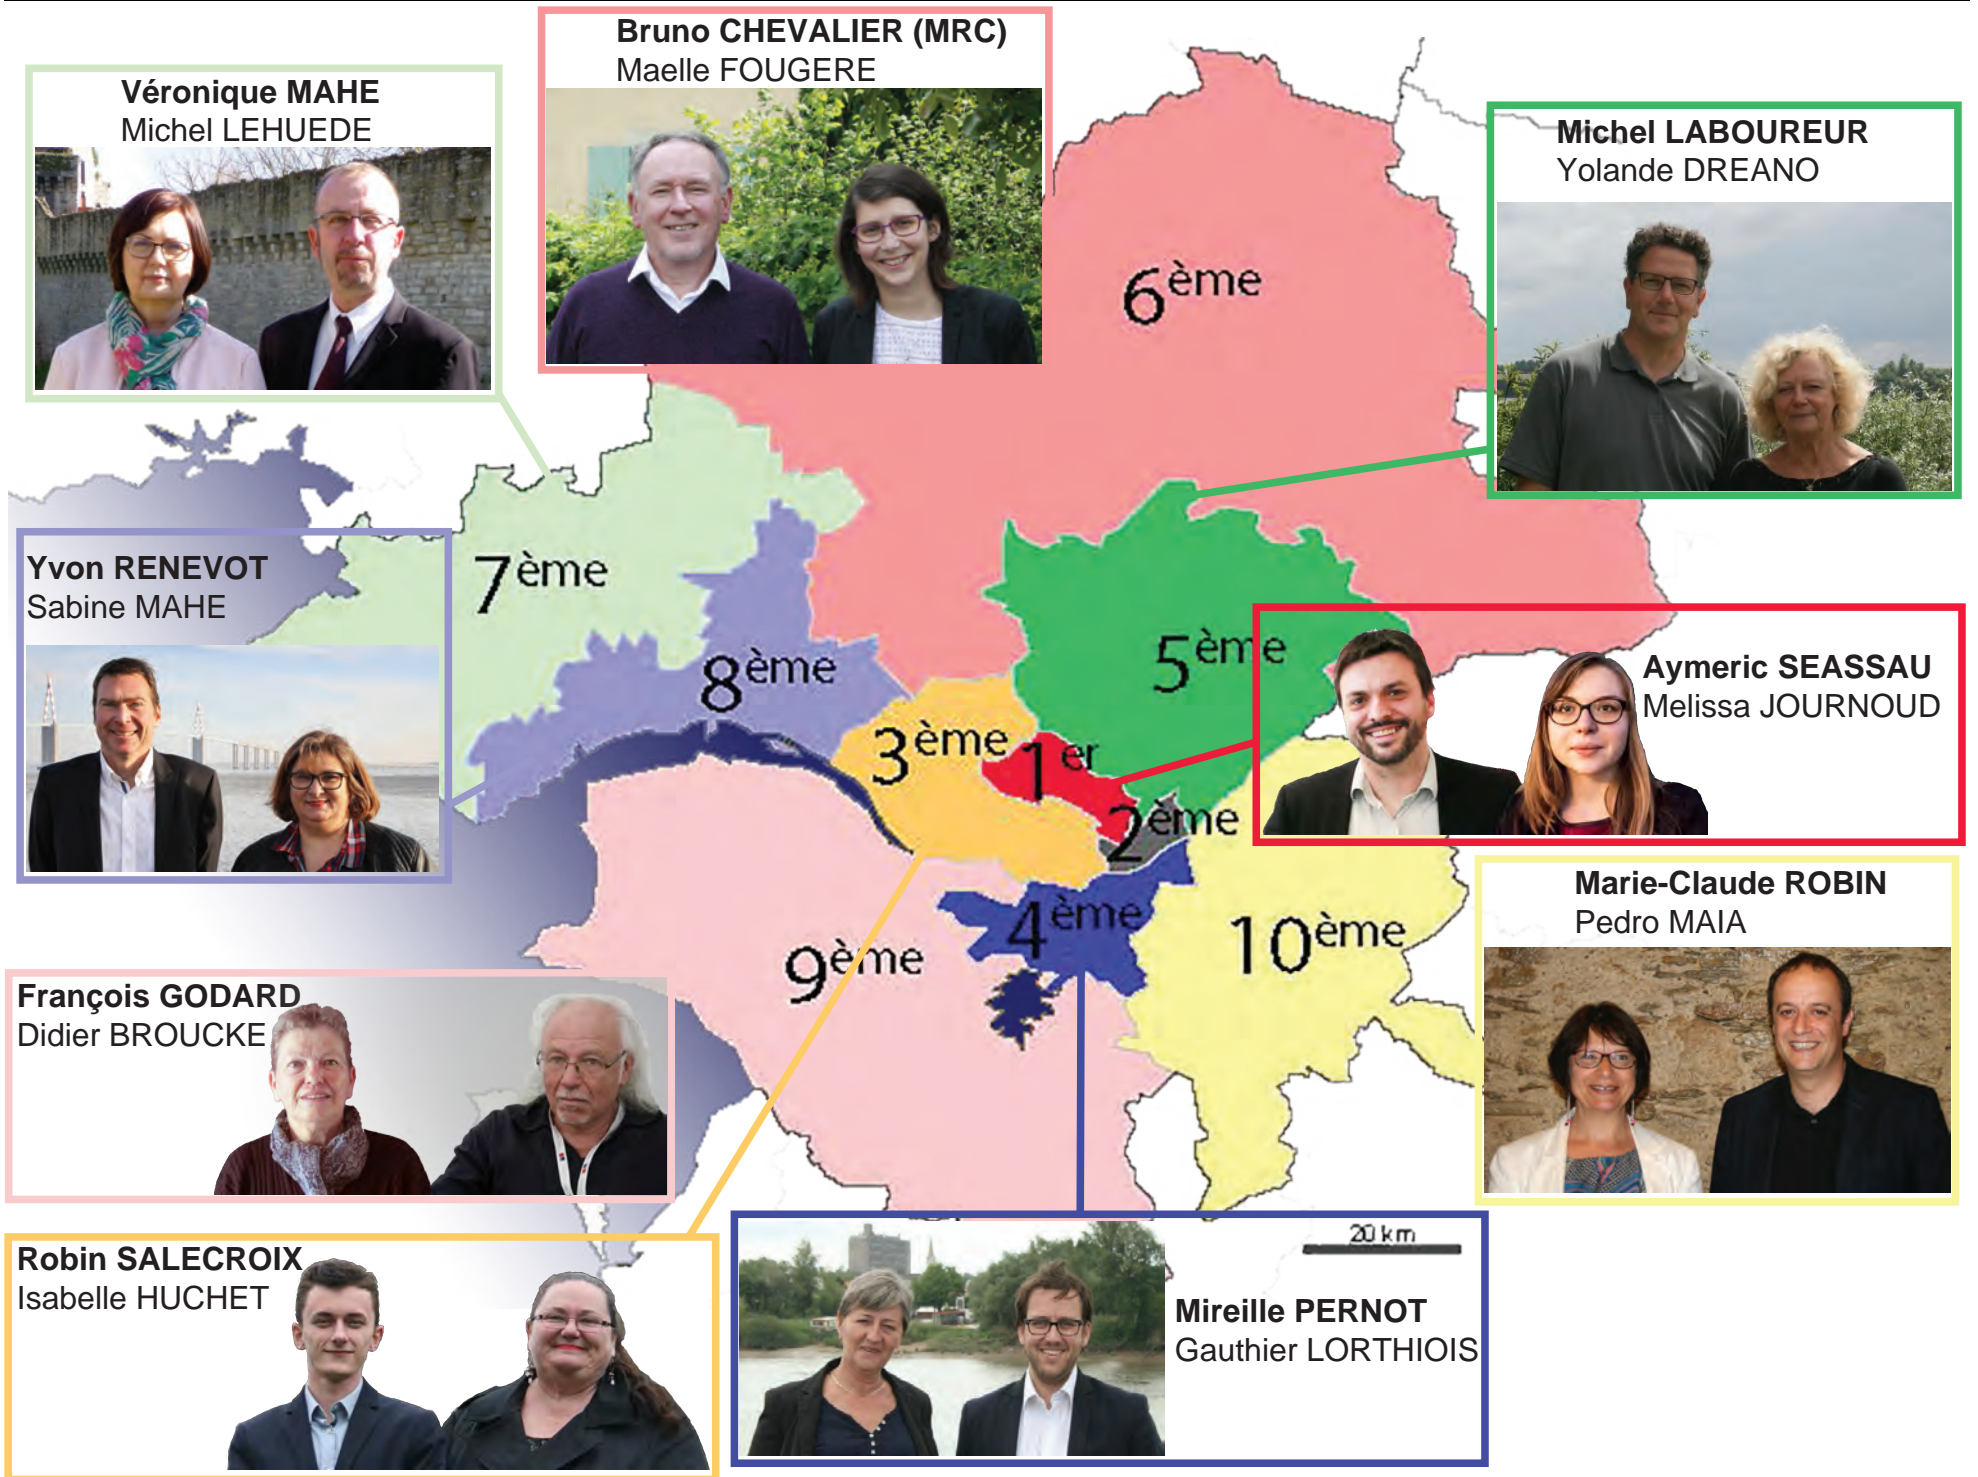 Bruno CHEVALIER (MRC)
Maelle FOUGERE
Véronique MAHE
Michel LEHUEDE
Michel LABOUREUR
Yolande DREANO
6ème
Yvon RENEVOT
Sabine MAHE
7ème
8ème
5ème
Aymeric SEASSAU
Melissa JOURNOUD
3ème
1er
2ème
Marie-Claude ROBIN
Pedro MAIA
4ème
10ème
9ème
François GODARD
Didier BROUCKE
Robin SALECROIX
Isabelle HUCHET
20 km
Mireille PERNOT
Gauthier LORTHIOIS